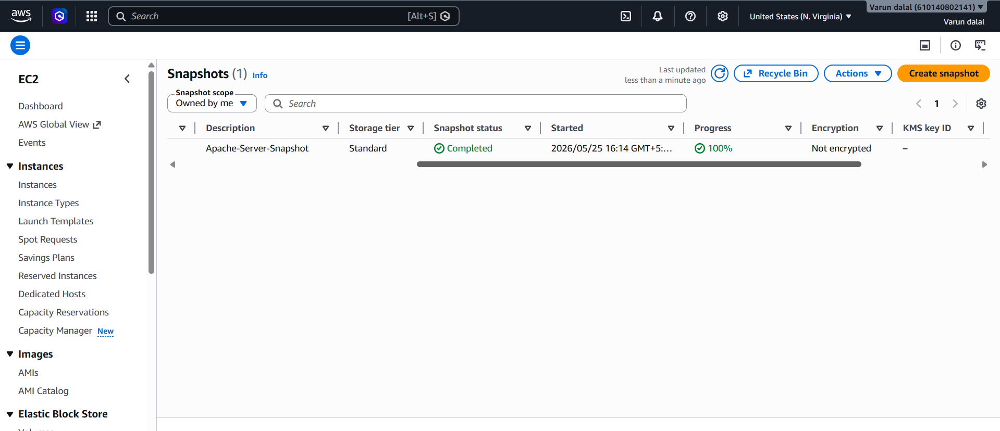 aws
Search
[Alt+S]
United States (N. Virginia)
Varun dalal (610140802141)
Varun dalal
EC2
Dashboard
AWS Global View
Events
Instances
Instances
Instance Types
Launch Templates
Spot Requests
Savings Plans
Reserved Instances
Dedicated Hosts
Capacity Reservations
Capacity Manager New
Images
AMIs
AMI Catalog
Elastic Block Store
Snapshots (1) Info
Last updated
less than a minute ago
Recycle Bin
Actions
Create snapshot
Snapshot scope
Owned by me
Search
1
Description Storage tier Snapshot status Started Progress Encryption KMS key ID
Apache-Server-Snapshot Standard Completed 2026/05/25 16:14 GMT+5:... 100% Not encrypted –